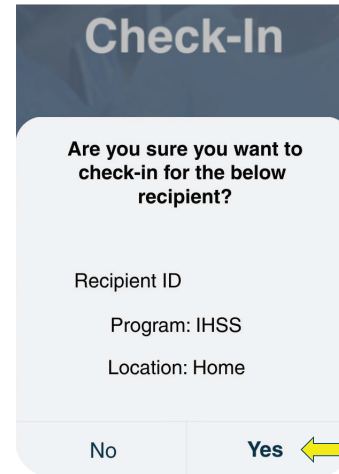 Check-In
Are you sure you want to
check-in for the below
recipient?
Recipient ID
Program: IHSS
Location: Home
No
Yes